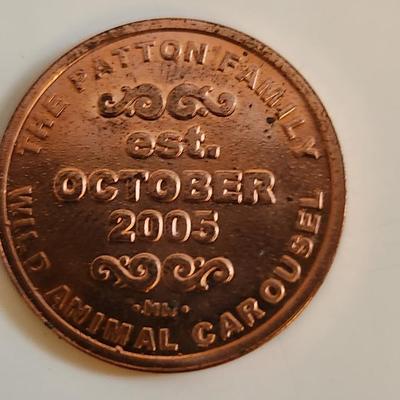 THE PATTON FAMILY
est.
OCTOBER
2005
WILD ANIMAL CAROUSEL